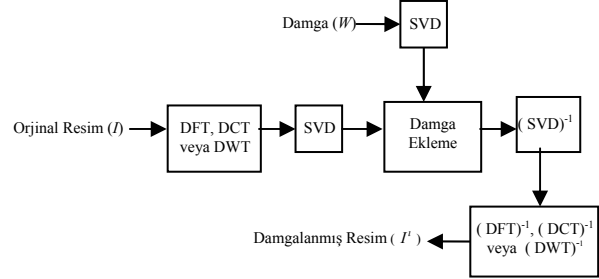 Damga (W)
SVD
Orjinal Resim (I)
DFT, DCT
veya DWT
SVD
Damga
Ekleme
( SVD)⁻¹
( DFT)⁻¹, ( DCT)⁻¹
veya ( DWT)⁻¹
Damgalanmış Resim ( I¹ )